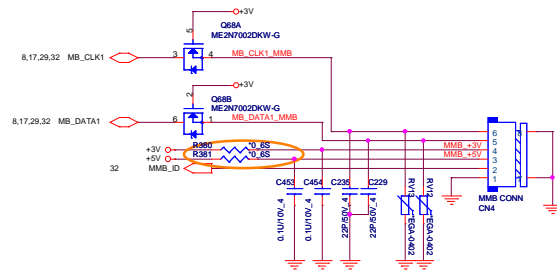 +3V
Q68A
ME2N7002DKW-G
5
8,17,29,32 MB_CLK1
3
4
MB_CLK1_MMB
+3V
Q68B
ME2N7002DKW-G
2
8,17,29,32 MB_DATA1
6
1
MB_DATA1_MMB
+3V
R380
*0_6S
+5V
R381
*0_6S
32 MMB_ID
MMB_+3V
MMB_+5V
6
5
4
3
2
1
MMB CONN
CN4
C453
C454
C235
C229
0.1U/10V_4
0.1U/10V_4
22P/50V_4
22P/50V_4
RV13
*EGA-0402
RV12
*EGA-0402